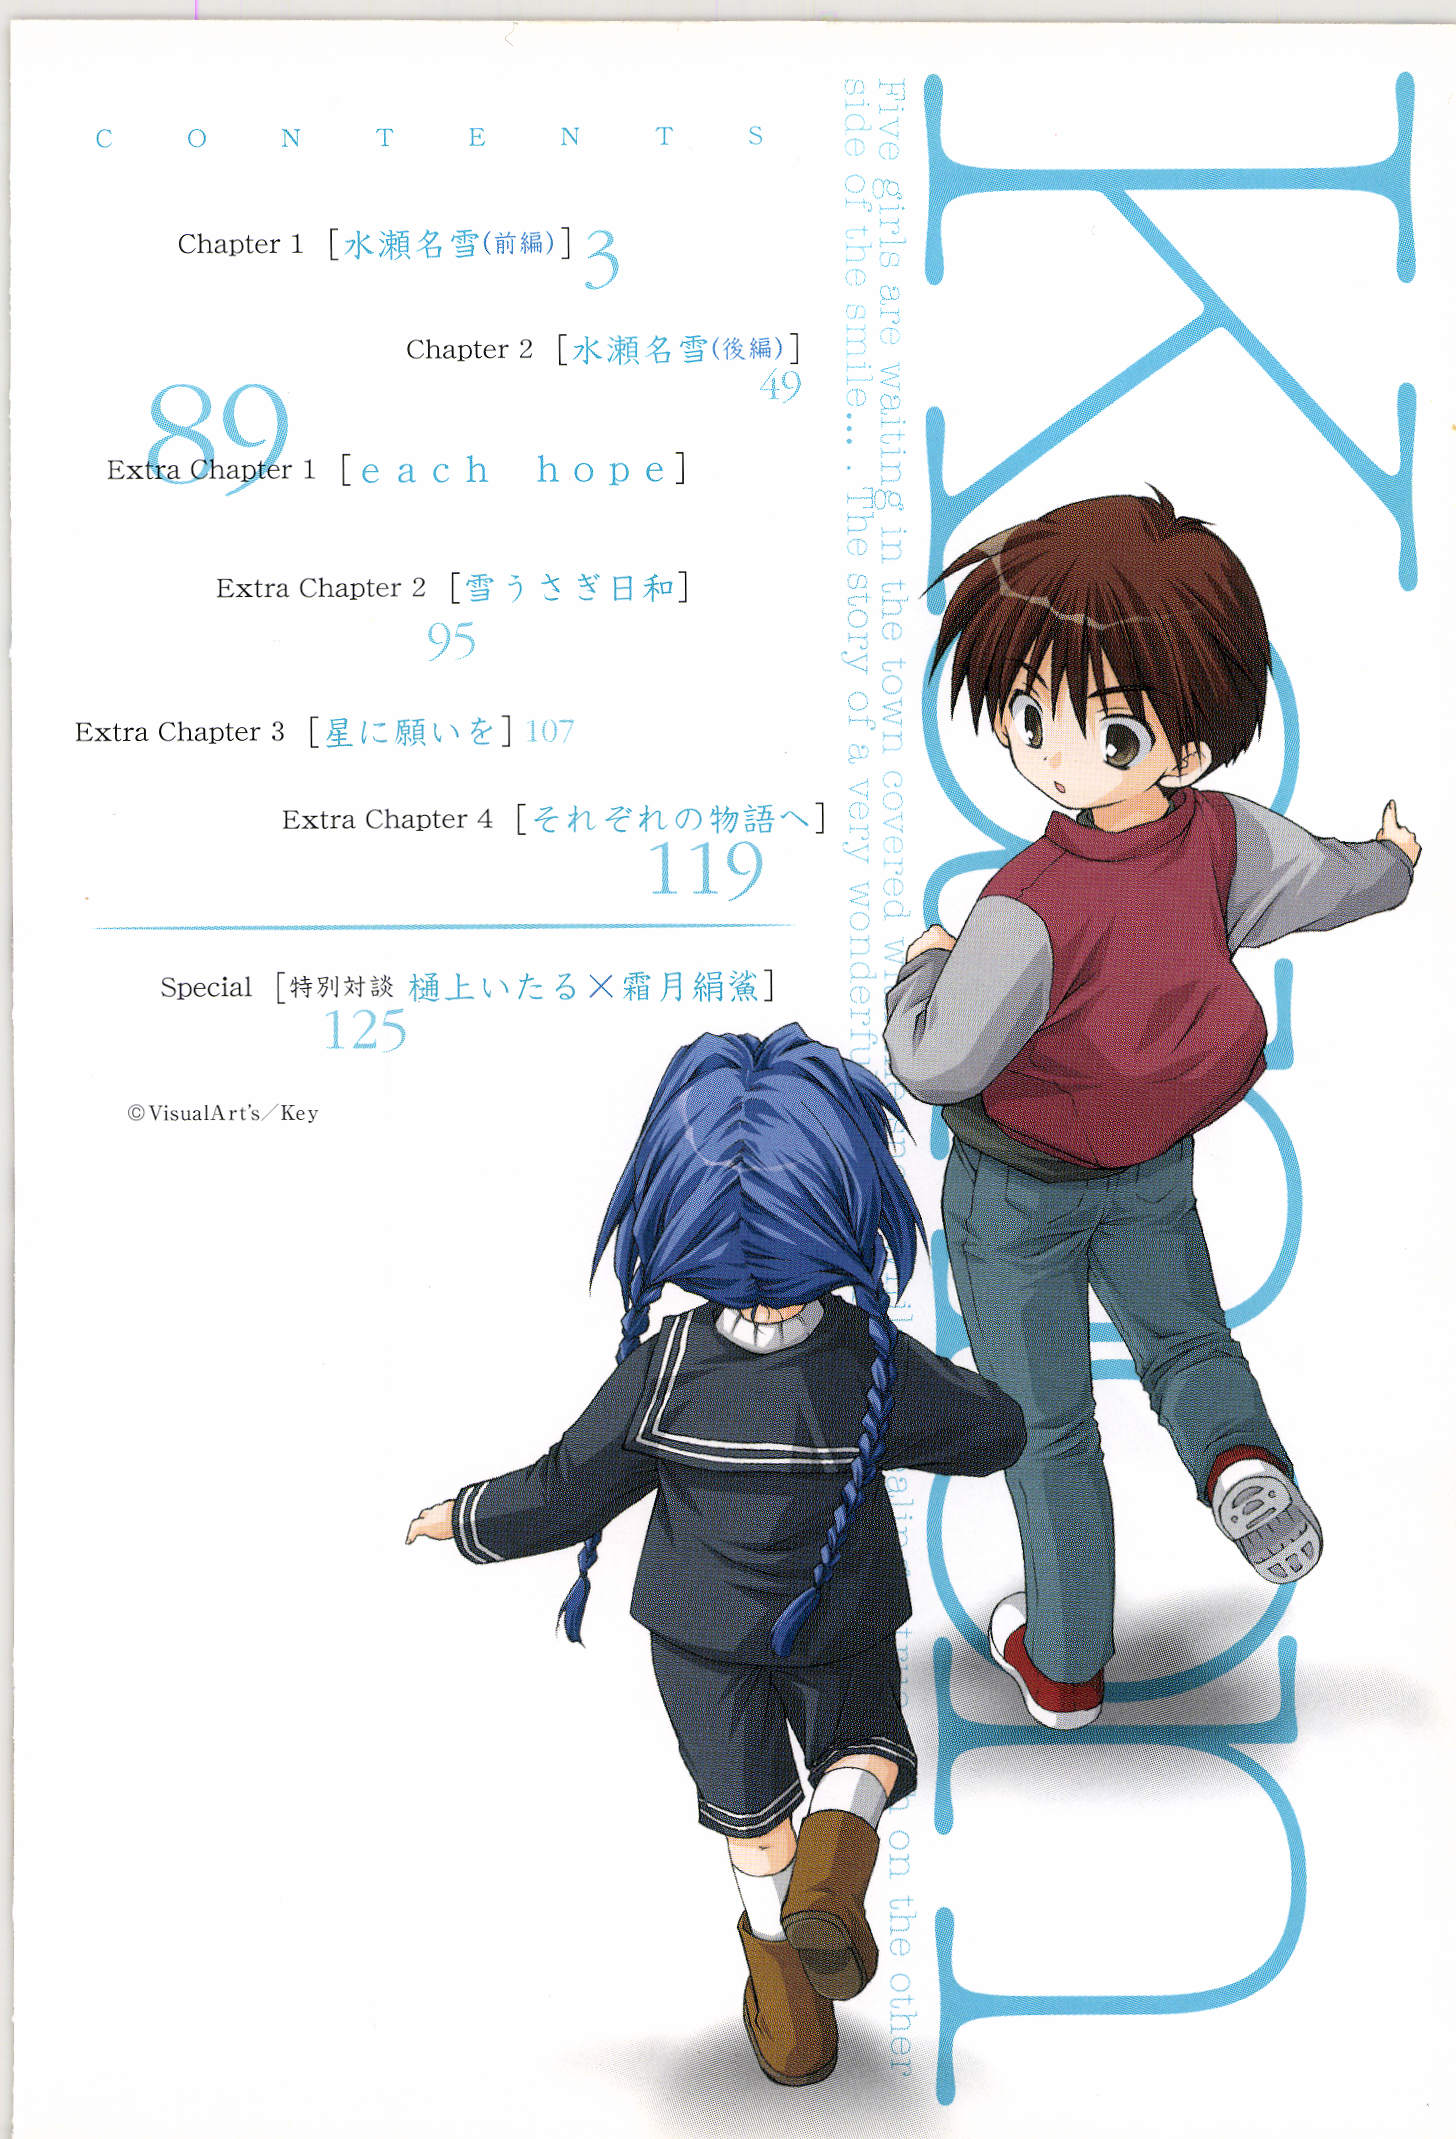 C O N T E N T S
Chapter 1 [水瀬名雪(前編)] 3
Chapter 2 [水瀬名雪(後編)]
49
89
Extra Chapter 1 [each hope]
Extra Chapter 2 [雪うさぎ日和]
95
Extra Chapter 3 [星に願いを] 107
Extra Chapter 4 [それぞれの物語へ]
119
Special [特別対談 樋上いたる×霜月絹鯊]
125
©VisualArt's／Key
Kanon
Five girls are waiting in the town covered on the other
side of the smile.... . The story of a very